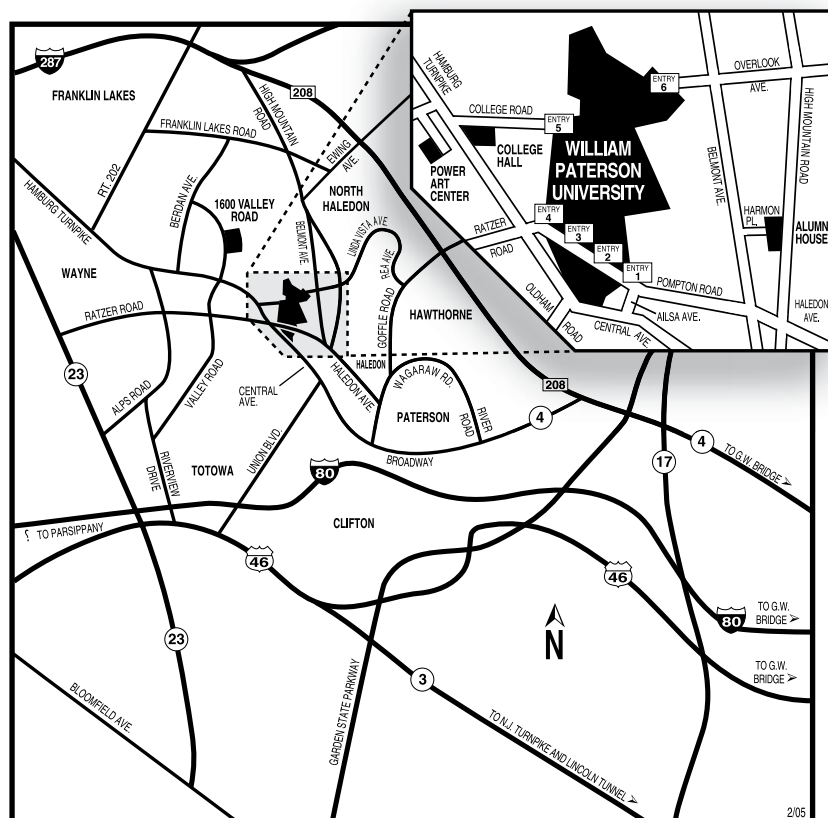 287
FRANKLIN LAKES
208
HIGH MOUNTAIN
ROAD
FRANKLIN LAKES ROAD
EWING
AVE.
RT. 202
BERDAN AVE.
HAMBURG TURNPIKE
1600 VALLEY
ROAD
NORTH
HALEDON
BELMONT AVE.
LINDA VISTA AVE
REA AVE
WAYNE
RATZER ROAD
GOFFLE ROAD
HAWTHORNE
23
ALPS ROAD
VALLEY ROAD
CENTRAL
AVE.
HALEDON
HALEDON AVE.
WAGARAW RD.
PATERSON
RIVER
ROAD
208
4
BROADWAY
UNION BLVD.
RIVERVIEW
DRIVE
TOTOWA
80
17
4
TO G.W. BRIDGE
TO PARSIPPANY
CLIFTON
46
46
TO G.W.
BRIDGE
80
N
23
TO G.W.
BRIDGE
3
BLOOMFIELD AVE.
GARDEN STATE PARKWAY
TO N.J. TURNPIKE AND LINCOLN TUNNEL
2/05
HAMBURG
TURNPIKE
OVERLOOK
AVE.
ENTRY
6
COLLEGE ROAD
ENTRY
5
COLLEGE
HALL
WILLIAM
PATERSON
UNIVERSITY
POWER
ART
CENTER
BELMONT AVE.
HIGH MOUNTAIN ROAD
HARMON
PL.
ALUMN
HOUSE
RATZER
ROAD
ENTRY
4
ENTRY
3
ENTRY
2
ENTRY
1
POMPTON ROAD
AILSA AVE.
HALEDON
AVE.
OLDHAM
ROAD
CENTRAL AVE.